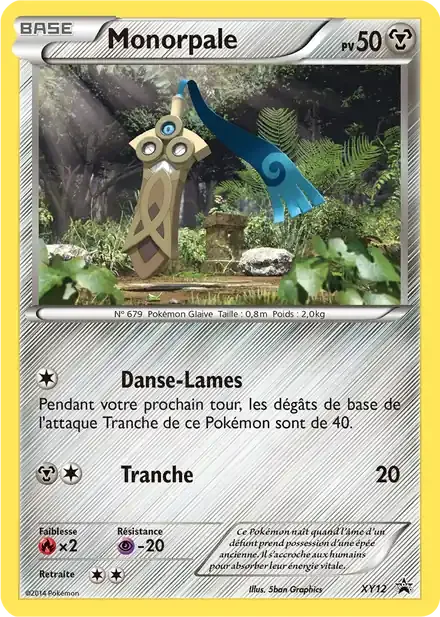 BASE
Monorpale
PV50
N° 679 Pokémon Glaive Taille : 0,8m Poids : 2,0kg
Danse-Lames
Pendant votre prochain tour, les dégâts de base de
l'attaque Tranche de ce Pokémon sont de 40.
Tranche 20
Faiblesse Résistance
×2 -20
Retraite
Ce Pokémon naît quand l'âme d'un
défunt prend possession d'une épée
ancienne. Il s'accroche aux humains
pour absorber leur énergie vitale.
©2014 Pokémon Illus. 5ban Graphics XY12